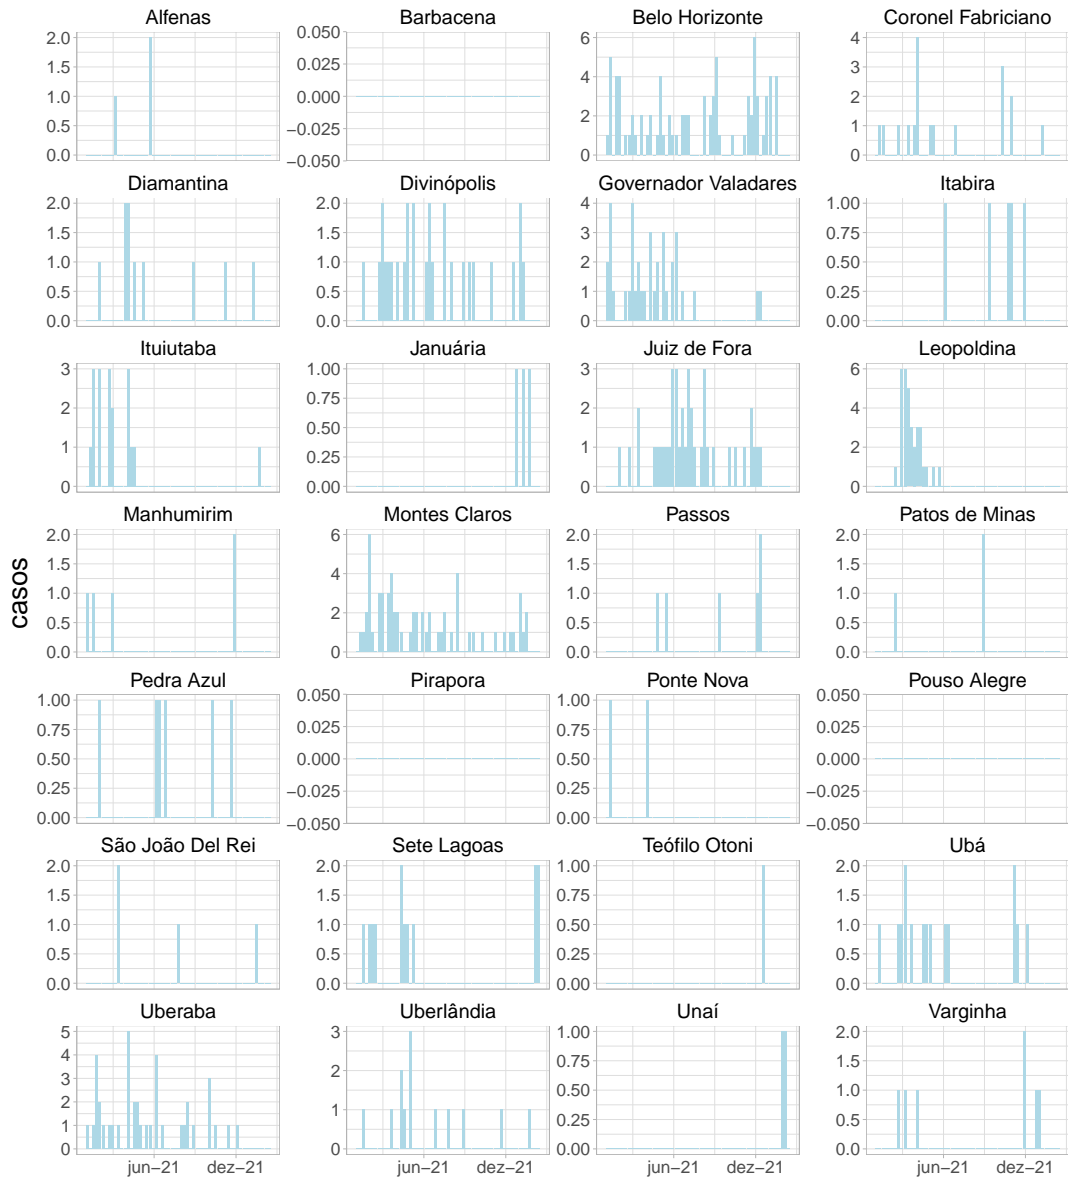 Alfenas Barbacena Belo Horizonte Coronel Fabriciano
2.0 0.050 6 4
1.5 0.025 4 3
1.0 0.000 2 2
0.5 −0.025 0 1
0.0 −0.050 0
Diamantina Divinópolis Governador Valadares Itabira
2.0 2.0 4 1.00
1.5 1.5 3 0.75
1.0 1.0 2 0.50
0.5 0.5 1 0.25
0.0 0.0 0 0.00
Ituiutaba Januária Juiz de Fora Leopoldina
3 1.00 3 6
2 0.75 2 4
1 0.50 1 2
0 0.25 0 0
0.00
Manhumirim Montes Claros Passos Patos de Minas
2.0 6 2.0 2.0
1.5 4 1.5 1.5
1.0 2 1.0 1.0
0.5 0 0.5 0.5
0.0 0.0 0.0
casos
Pedra Azul Pirapora Ponte Nova Pouso Alegre
1.00 0.050 1.00 0.050
0.75 0.025 0.75 0.025
0.50 0.000 0.50 0.000
0.25 −0.025 0.25 −0.025
0.00 −0.050 0.00 −0.050
São João Del Rei Sete Lagoas Teófilo Otoni Ubá
2.0 2.0 1.00 2.0
1.5 1.5 0.75 1.5
1.0 1.0 0.50 1.0
0.5 0.5 0.25 0.5
0.0 0.0 0.00 0.0
Uberaba Uberlândia Unaí Varginha
5 3 1.00 2.0
4 2 0.75 1.5
3 1 0.50 1.0
2 0 0.25 0.5
1 0.00 0.0
0
jun−21 dez−21 jun−21 dez−21 jun−21 dez−21 jun−21 dez−21